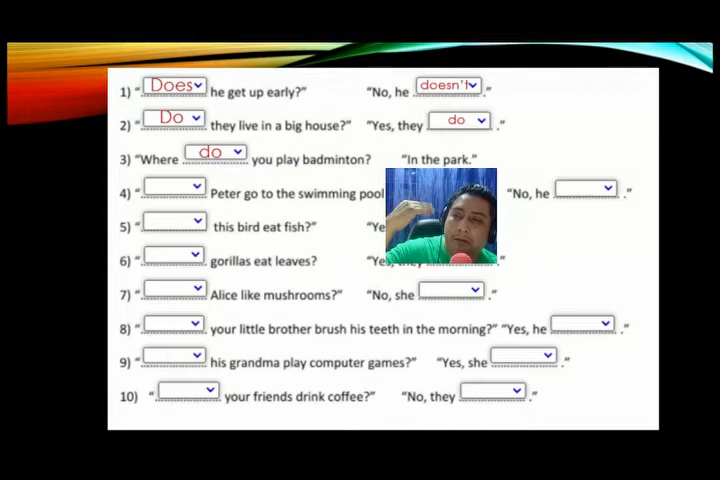 1) “ Does he get up early?” “No, he doesn't .”
2) “ Do they live in a big house?” “Yes, they do .”
3) “Where do you play badminton? “In the park.”
4) “ Peter go to the swimming pool “No, he .”
5) “ this bird eat fish?” “Ye
6) “ gorillas eat leaves? “Yes, they .”
7) “ Alice like mushrooms?” “No, she .”
8) “ your little brother brush his teeth in the morning?” “Yes, he .”
9) “ his grandma play computer games?” “Yes, she .”
10) “ your friends drink coffee?” “No, they .”